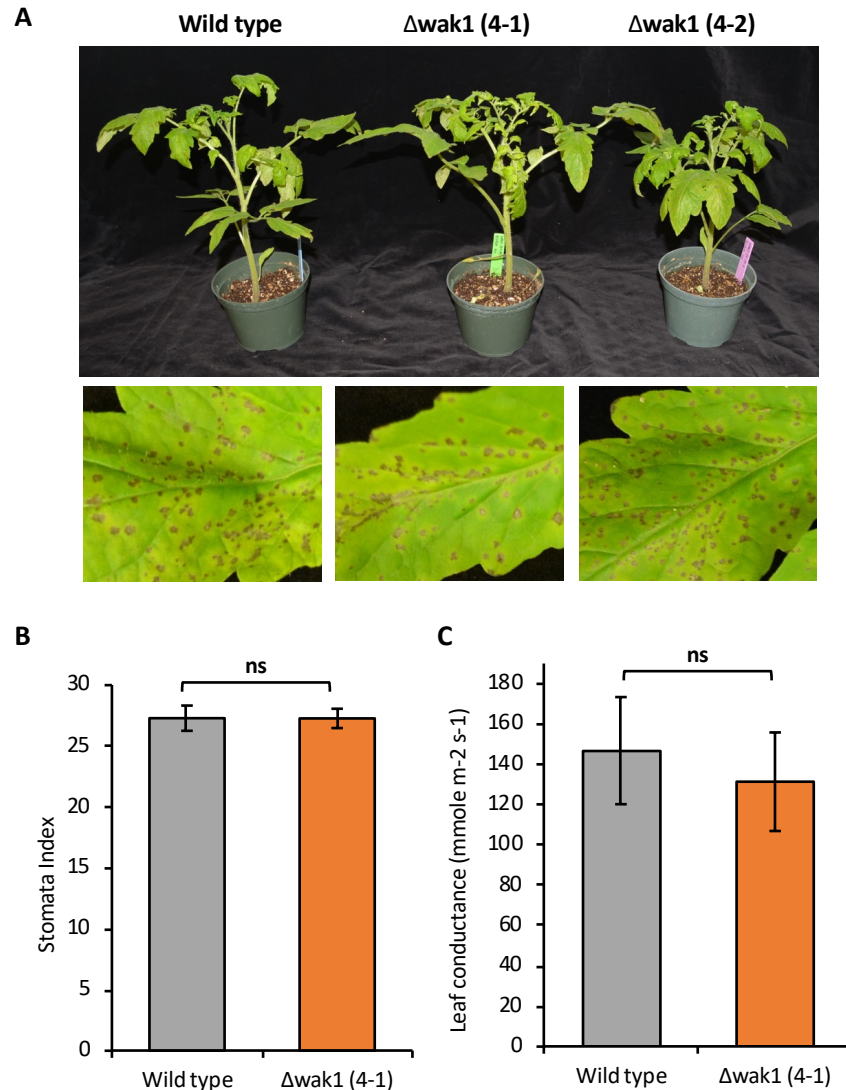 A
Wild type Δwak1 (4-1) Δwak1 (4-2)
B
ns
30
25
20
15
10
5
0
Stomata Index
Wild type Δwak1 (4-1)
C
ns
180
160
140
120
100
80
60
40
20
0
Leaf conductance (mmole m-2 s-1)
Wild type Δwak1 (4-1)